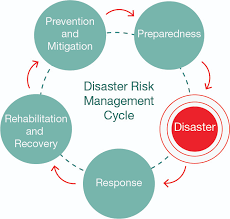 Prevention
and
Mitigation
Preparedness
Disaster Risk
Management
Cycle
Disaster
Rehabilitation
and
Recovery
Response